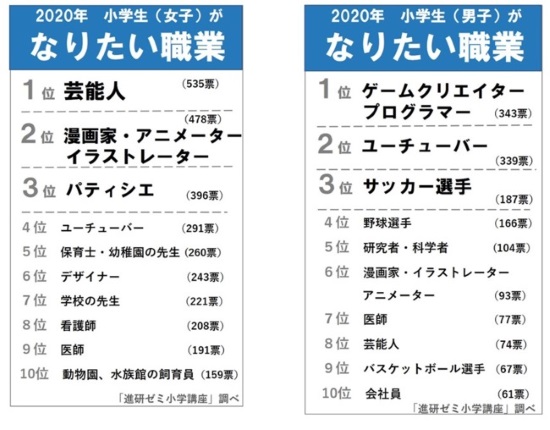 2020年 小学生（女子）が
なりたい職業
1位 芸能人 （535票）
（478票）
2位 漫画家・アニメーター
イラストレーター
3位 パティシエ （396票）
4位 ユーチューバー （291票）
5位 保育士・幼稚園の先生（260票）
6位 デザイナー （243票）
7位 学校の先生 （221票）
8位 看護師 （208票）
9位 医師 （191票）
10位 動物園、水族館の飼育員（159票）
「進研ゼミ小学講座」調べ
2020年 小学生（男子）が
なりたい職業
1位 ゲームクリエイター
プログラマー （343票）
2位 ユーチューバー
（339票）
3位 サッカー選手
（187票）
4位 野球選手 （166票）
5位 研究者・科学者 （104票）
6位 漫画家・イラストレーター
アニメーター （93票）
7位 医師 （77票）
8位 芸能人 （74票）
9位 バスケットボール選手（67票）
10位 会社員 （61票）
「進研ゼミ小学講座」調べ